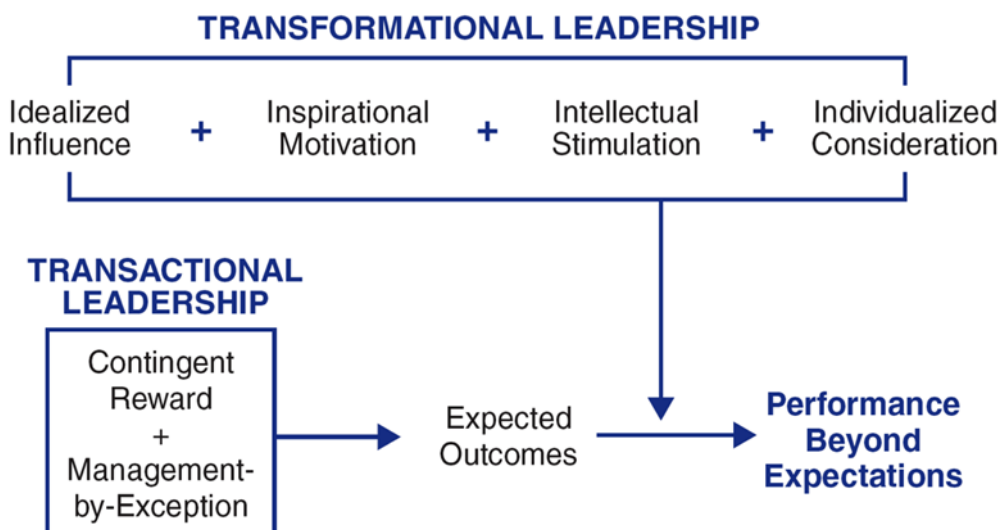 TRANSFORMATIONAL LEADERSHIP
Idealized
Influence
+
Inspirational
Motivation
+
Intellectual
Stimulation
+
Individualized
Consideration
TRANSACTIONAL
LEADERSHIP
Contingent
Reward
+
Management-
by-Exception
Expected
Outcomes
Performance
Beyond
Expectations